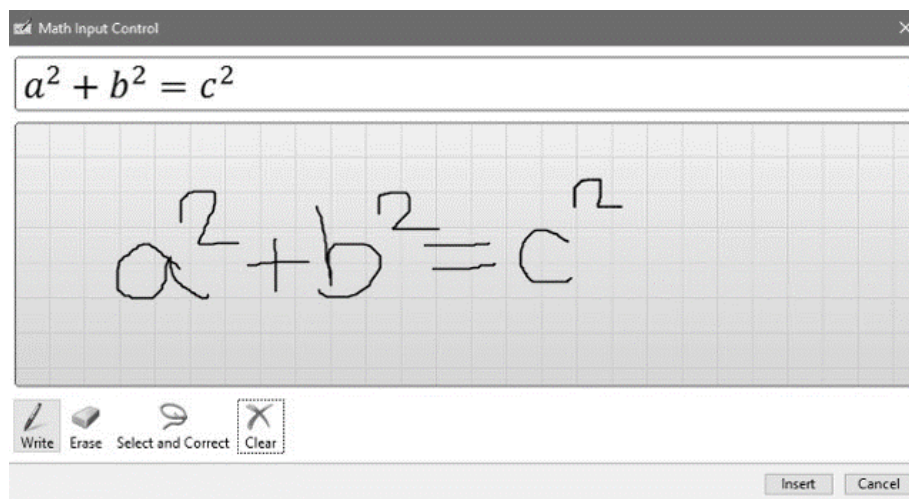 Math Input Control
a² + b² = c²
a²+b²=c²
Write Erase Select and Correct Clear
Insert Cancel